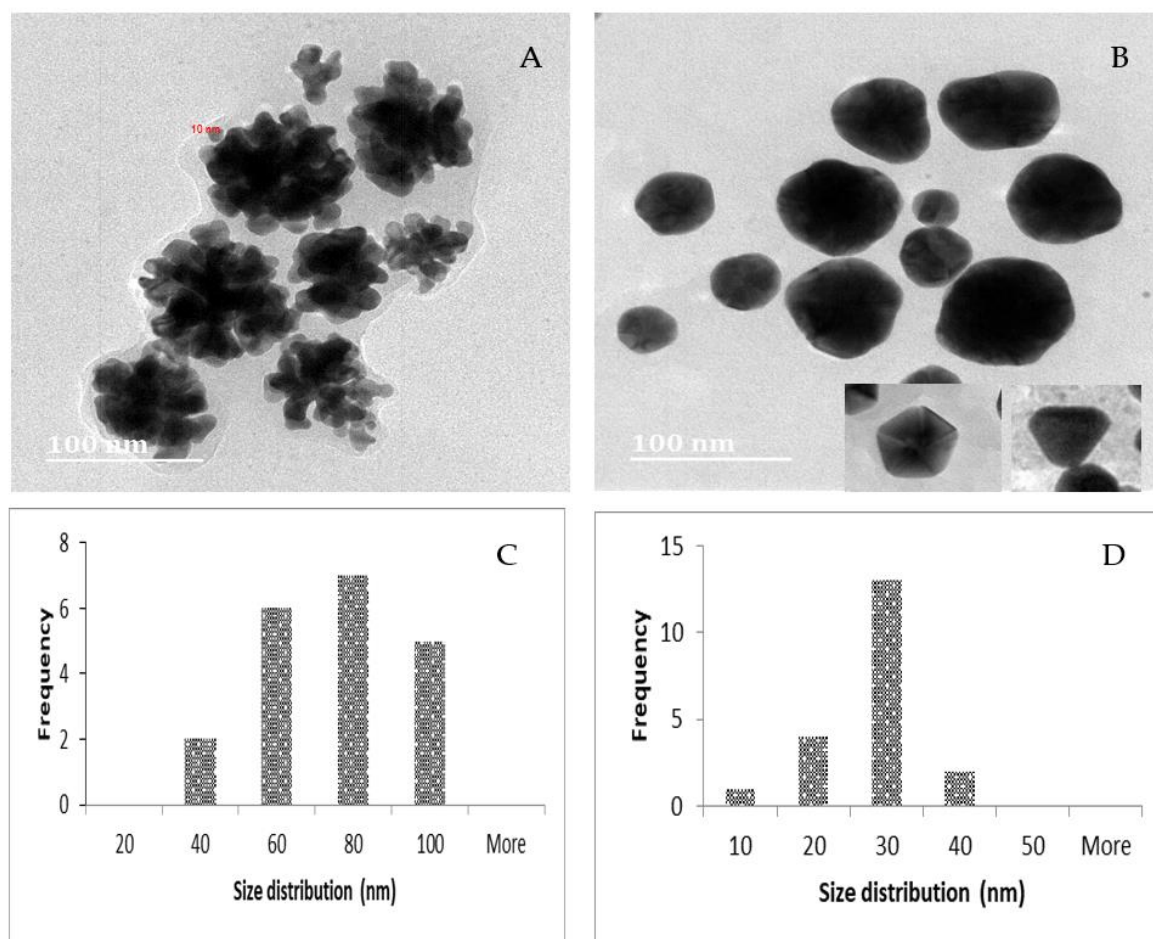 A
10 nm
100 nm
B
100 nm
C
Frequency
8
6
4
2
0
20 40 60 80 100 More
Size distribution (nm)
D
Frequency
15
10
5
0
10 20 30 40 50 More
Size distribution (nm)